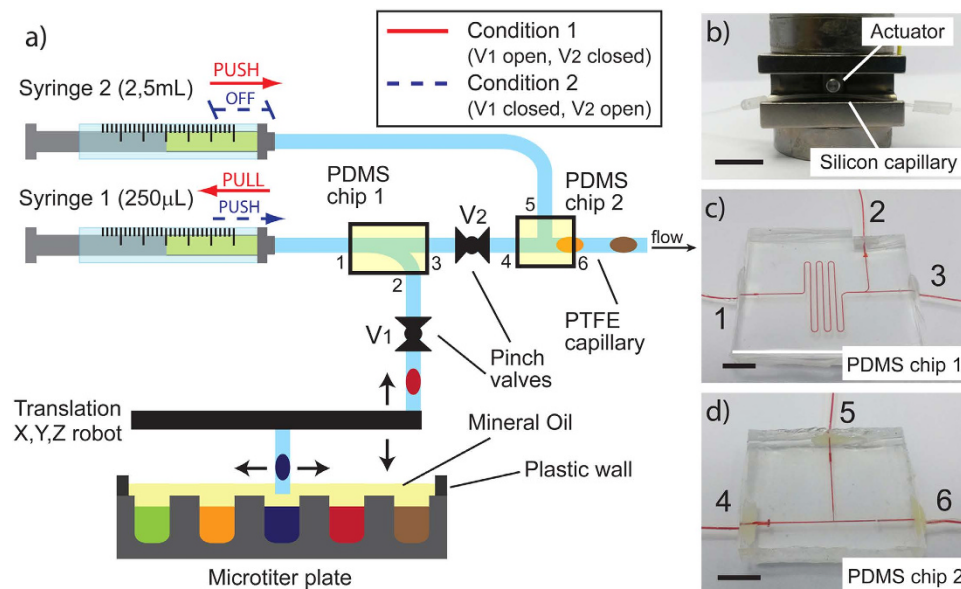 a)
Condition 1
(V1 open, V2 closed)
Condition 2
(V1 closed, V2 open)
Syringe 2 (2,5mL)
PUSH
OFF
Syringe 1 (250μL)
PULL
PUSH
PDMS
chip 1
1
2
3
V2
V1
PDMS
chip 2
5
4
6
flow
PTFE
capillary
Pinch
valves
Translation
X,Y,Z robot
Mineral Oil
Plastic wall
Microtiter plate
b)
Actuator
Silicon capillary
c)
2
1
3
PDMS chip 1
d)
5
4
6
PDMS chip 2